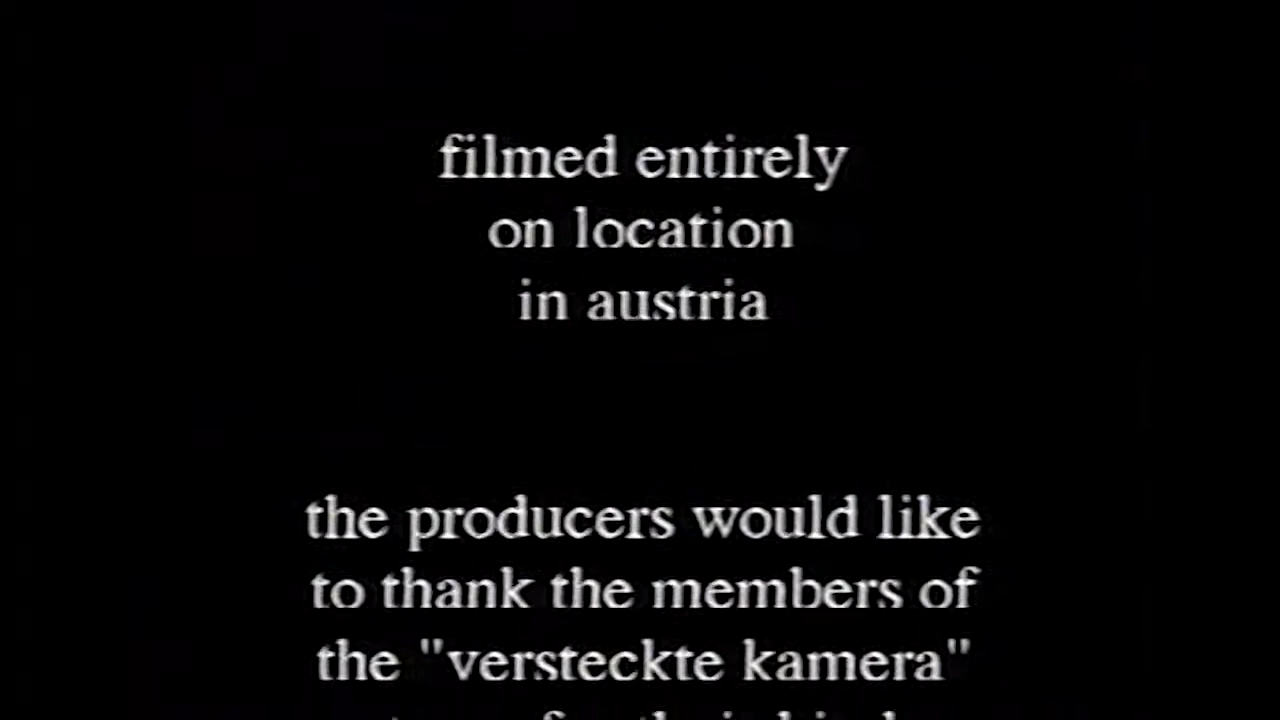 filmed entirely
on location
in austria
the producers would like
to thank the members of
the "versteckte kamera"